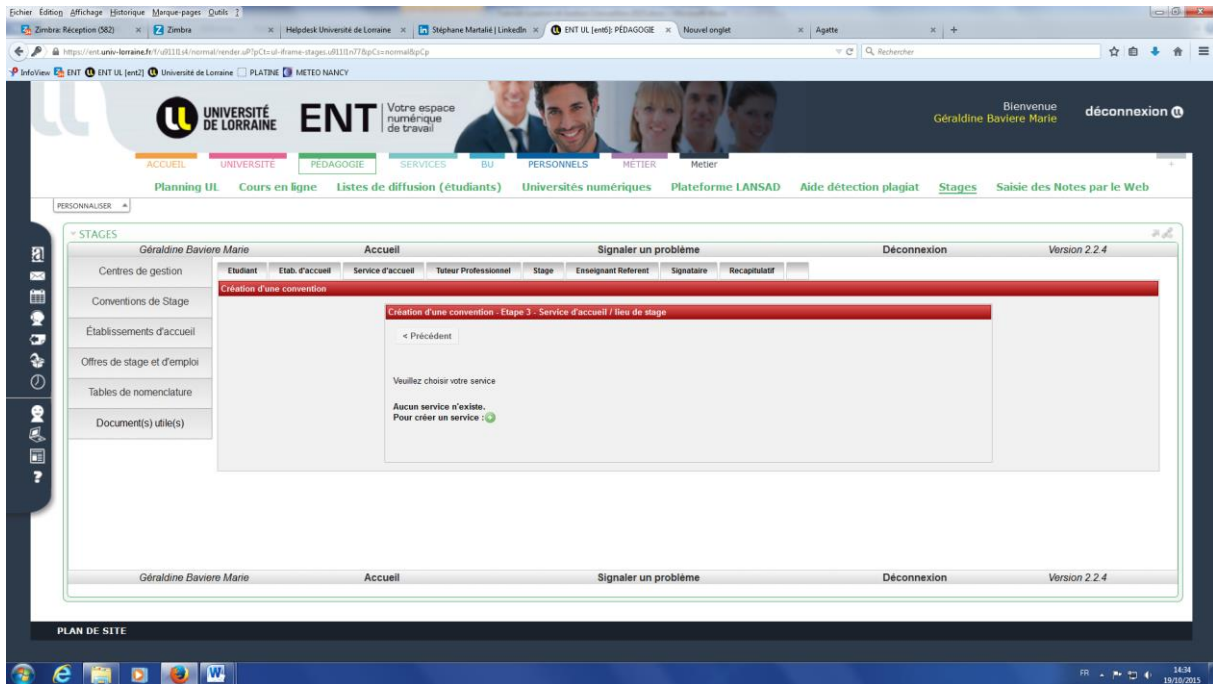 Fichier Édition Affichage Historique Marque-pages Outils ?
Zimbra: Réception (582) Zimbra Helpdesk Université de Lorraine Stéphane Martalié | LinkedIn ENT UL [ent6]: PÉDAGOGIE Nouvel onglet Agatte
Rechercher
InfoView ENT ENT UL [ent2] Université de Lorraine PLATINE METEO NANCY
UNIVERSITÉ DE LORRAINE
ENT
Votre espace
numérique
de travail
Bienvenue
Géraldine Baviere Marie
déconnexion
ACCUEIL UNIVERSITÉ PÉDAGOGIE SERVICES BU PERSONNELS MÉTIER Metier +
Planning UL Cours en ligne Listes de diffusion (étudiants) Universités numériques Plateforme LANSAD Aide détection plagiat Stages Saisie des Notes par le Web
PERSONNALISER
STAGES
Géraldine Baviere Marie Accueil Signaler un problème Déconnexion Version 2.2.4
Centres de gestion
Conventions de Stage
Établissements d'accueil
Offres de stage et d'emploi
Tables de nomenclature
Document(s) utile(s)
Etudiant Etab. d'accueil Service d'accueil Tuteur Professionnel Stage Enseignant Referent Signataire Recapitulatif
Création d'une convention
Création d'une convention - Etape 3 - Service d'accueil / lieu de stage
< Précédent
Veuillez choisir votre service
Aucun service n'existe.
Pour créer un service :
Géraldine Baviere Marie Accueil Signaler un problème Déconnexion Version 2.2.4
PLAN DE SITE
FR 14:34
19/10/2015